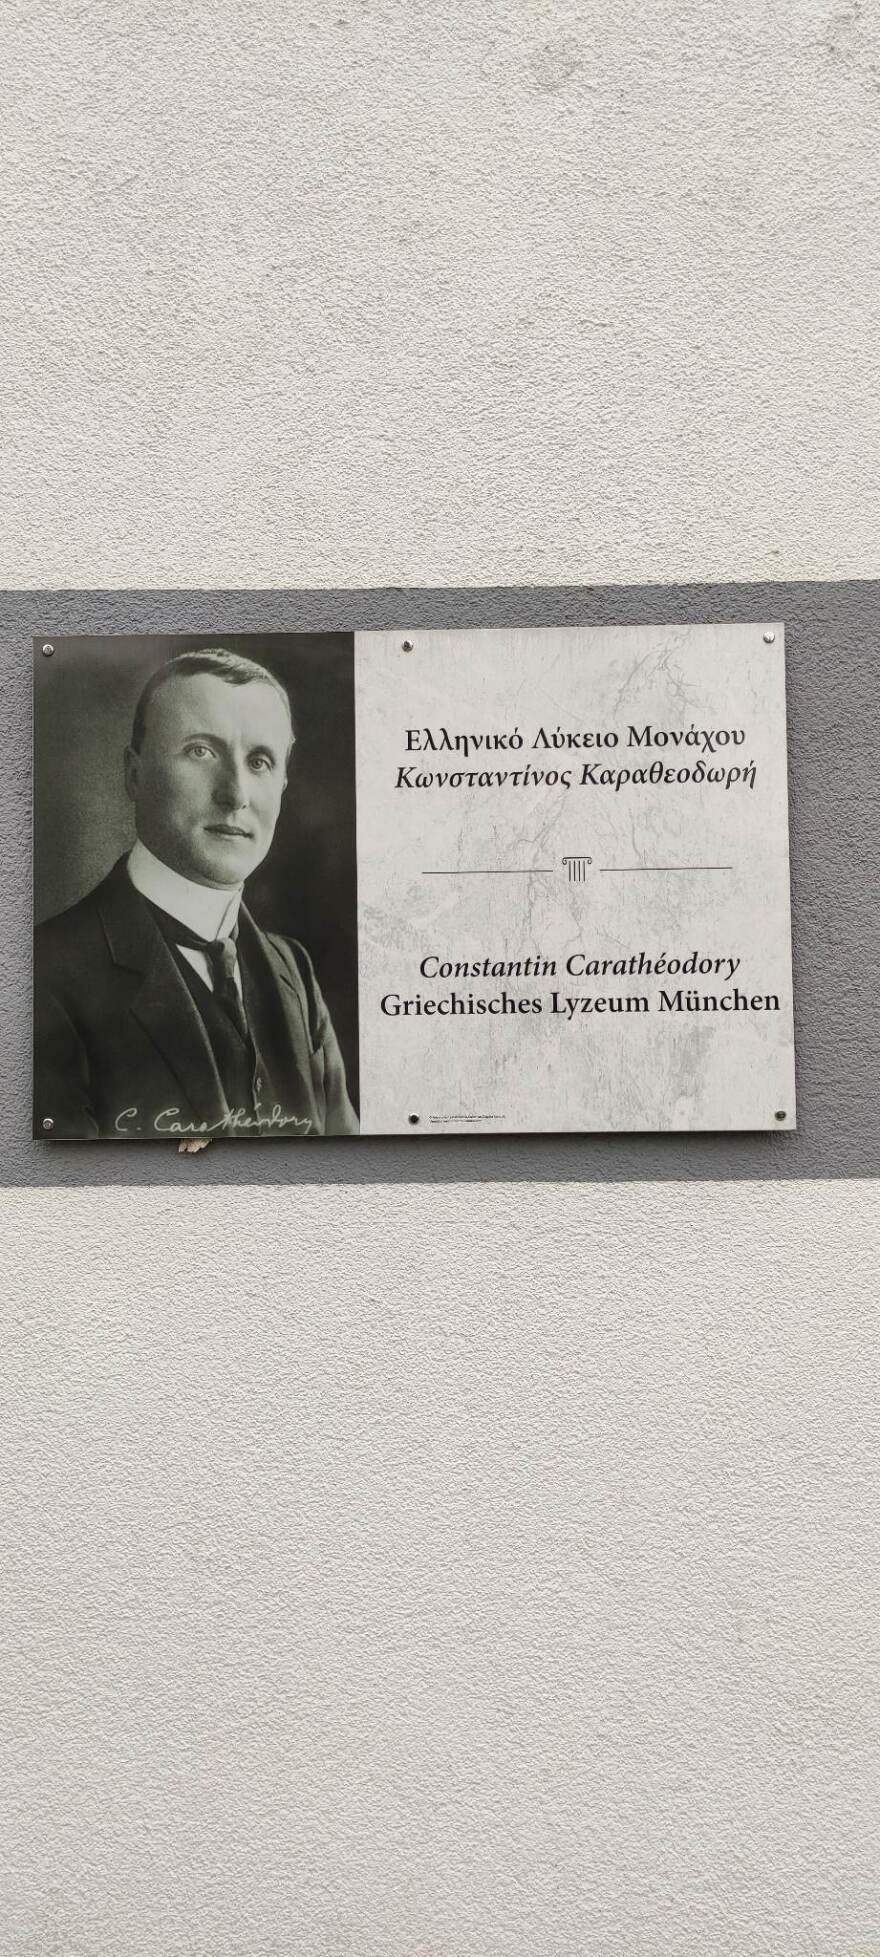 Ελληνικό Λύκειο Μονάχου
Κωνσταντίνος Καραθεοδωρή
Constantin Carathéodory
Griechisches Lyzeum München
C. Carathéodory